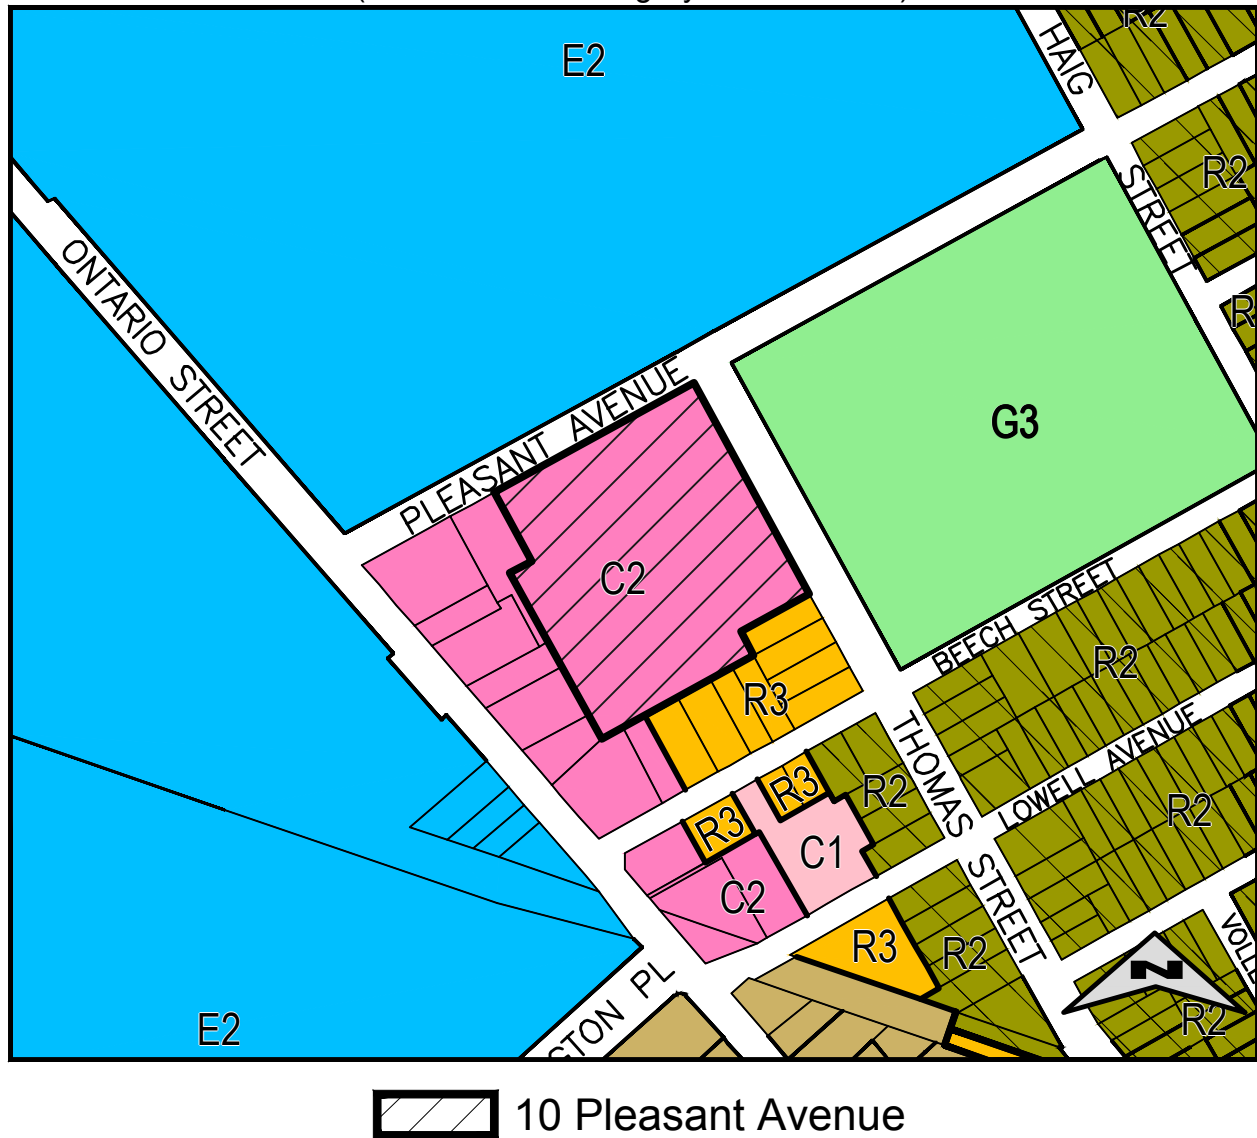 R2
E2
HAIG
R2
STREET
R
ONTARIO STREET
PLEASANT AVENUE
G3
C2
BEECH STREET
R2
R3
THOMAS STREET
LOWELL AVENUE
R3
R2
R2
R3
C1
C2
R3
R2
N
R2
GTON PL
E2
10 Pleasant Avenue